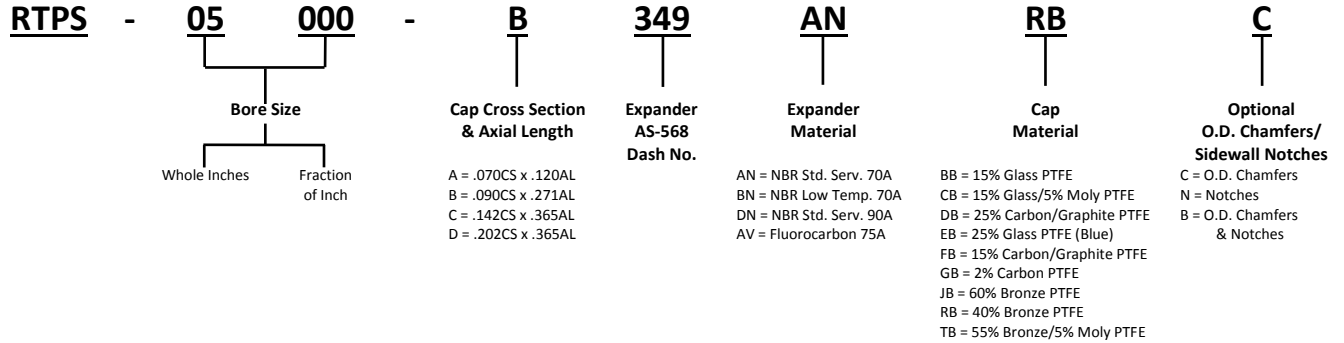 RTPS - 05 000 - B 349 AN RB C
Bore Size
Whole Inches
Fraction
of Inch
Cap Cross Section
& Axial Length
A = .070CS x .120AL
B = .090CS x .271AL
C = .142CS x .365AL
D = .202CS x .365AL
Expander
AS-568
Dash No.
Expander
Material
AN = NBR Std. Serv. 70A
BN = NBR Low Temp. 70A
DN = NBR Std. Serv. 90A
AV = Fluorocarbon 75A
Cap
Material
BB = 15% Glass PTFE
CB = 15% Glass/5% Moly PTFE
DB = 25% Carbon/Graphite PTFE
EB = 25% Glass PTFE (Blue)
FB = 15% Carbon/Graphite PTFE
GB = 2% Carbon PTFE
JB = 60% Bronze PTFE
RB = 40% Bronze PTFE
TB = 55% Bronze/5% Moly PTFE
Optional
O.D. Chamfers/
Sidewall Notches
C = O.D. Chamfers
N = Notches
B = O.D. Chamfers
& Notches